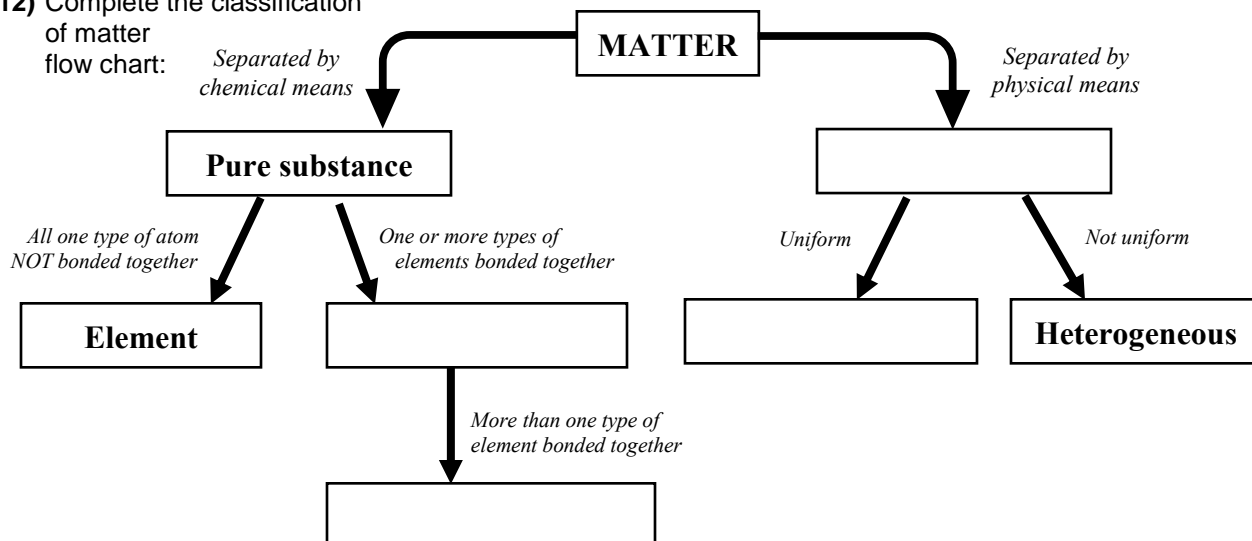 12) Complete the classification
of matter
flow chart:
MATTER
Separated by
chemical means
Separated by
physical means
Pure substance
All one type of atom
NOT bonded together
One or more types of
elements bonded together
Uniform
Not uniform
Element
Heterogeneous
More than one type of
element bonded together